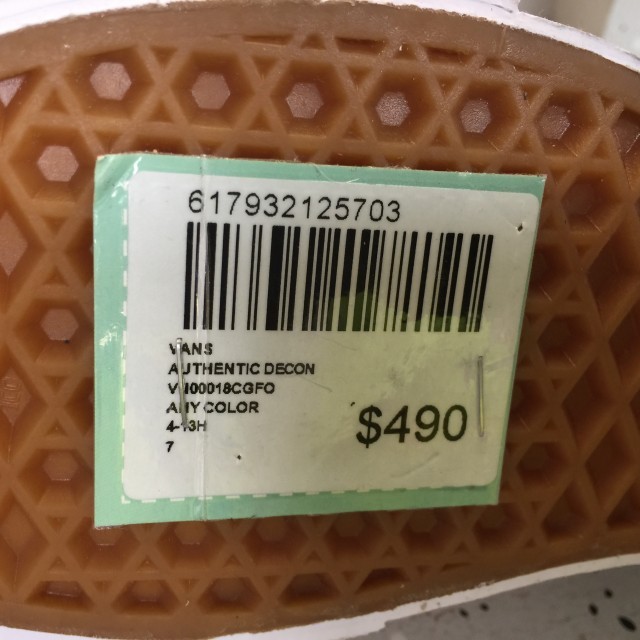 617932125703
VANS
AUTHENTIC DECON
VN00018CGFO
ANY COLOR
4-13H
7
$490